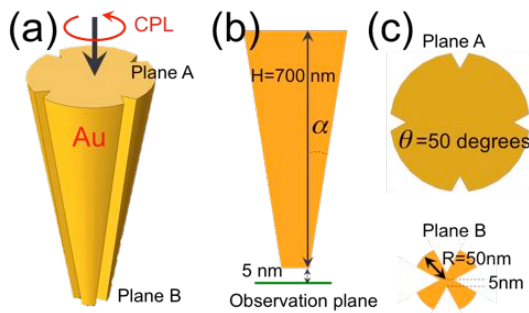 (a)
CPL
Plane A
Au
Plane B
(b)
H=700 nm
α
5 nm
Observation plane
(c)
Plane A
θ=50 degrees
Plane B
R=50nm
5nm